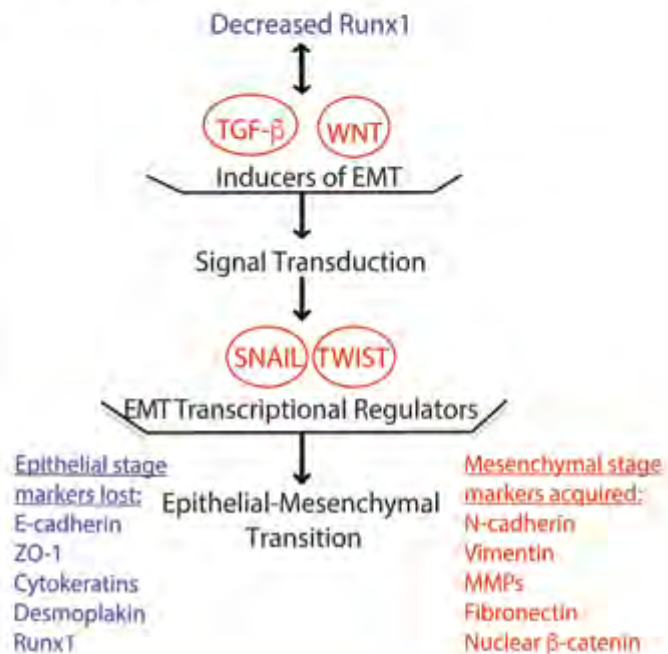 Decreased Runx1
TGF-β WNT
Inducers of EMT
Signal Transduction
SNAIL TWIST
EMT Transcriptional Regulators
Epithelial-Mesenchymal
Transition
Epithelial stage
markers lost:
E-cadherin
ZO-1
Cytokeratins
Desmoplakin
Runx1
Mesenchymal stage
markers acquired:
N-cadherin
Vimentin
MMPs
Fibronectin
Nuclear β-catenin